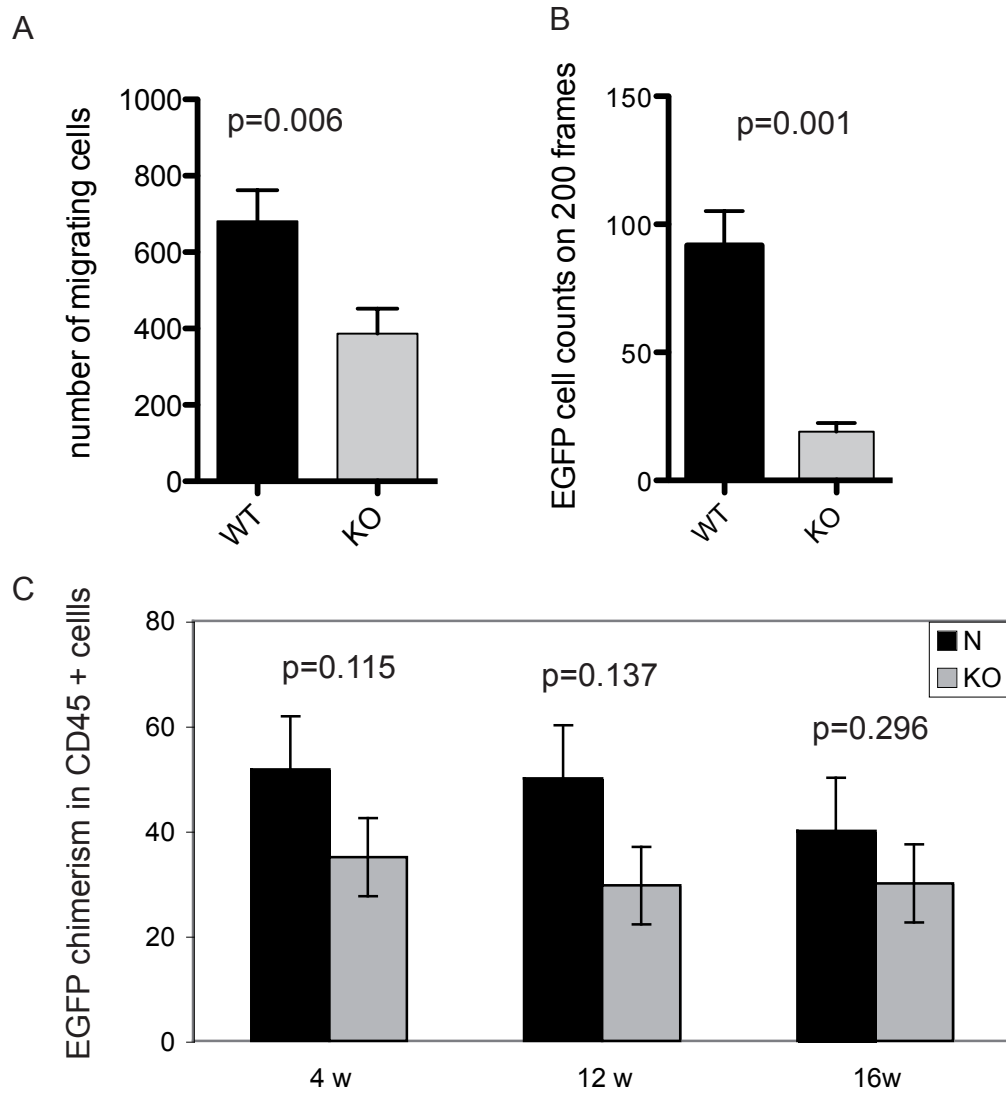 A
number of migrating cells
1000
800
600
400
200
0
p=0.006
WT
KO
B
EGFP cell counts on 200 frames
150
100
50
0
p=0.001
WT
KO
C
EGFP chimerism in CD45 + cellls
80
60
40
20
0
p=0.115
p=0.137
p=0.296
N
KO
4 w
12 w
16w